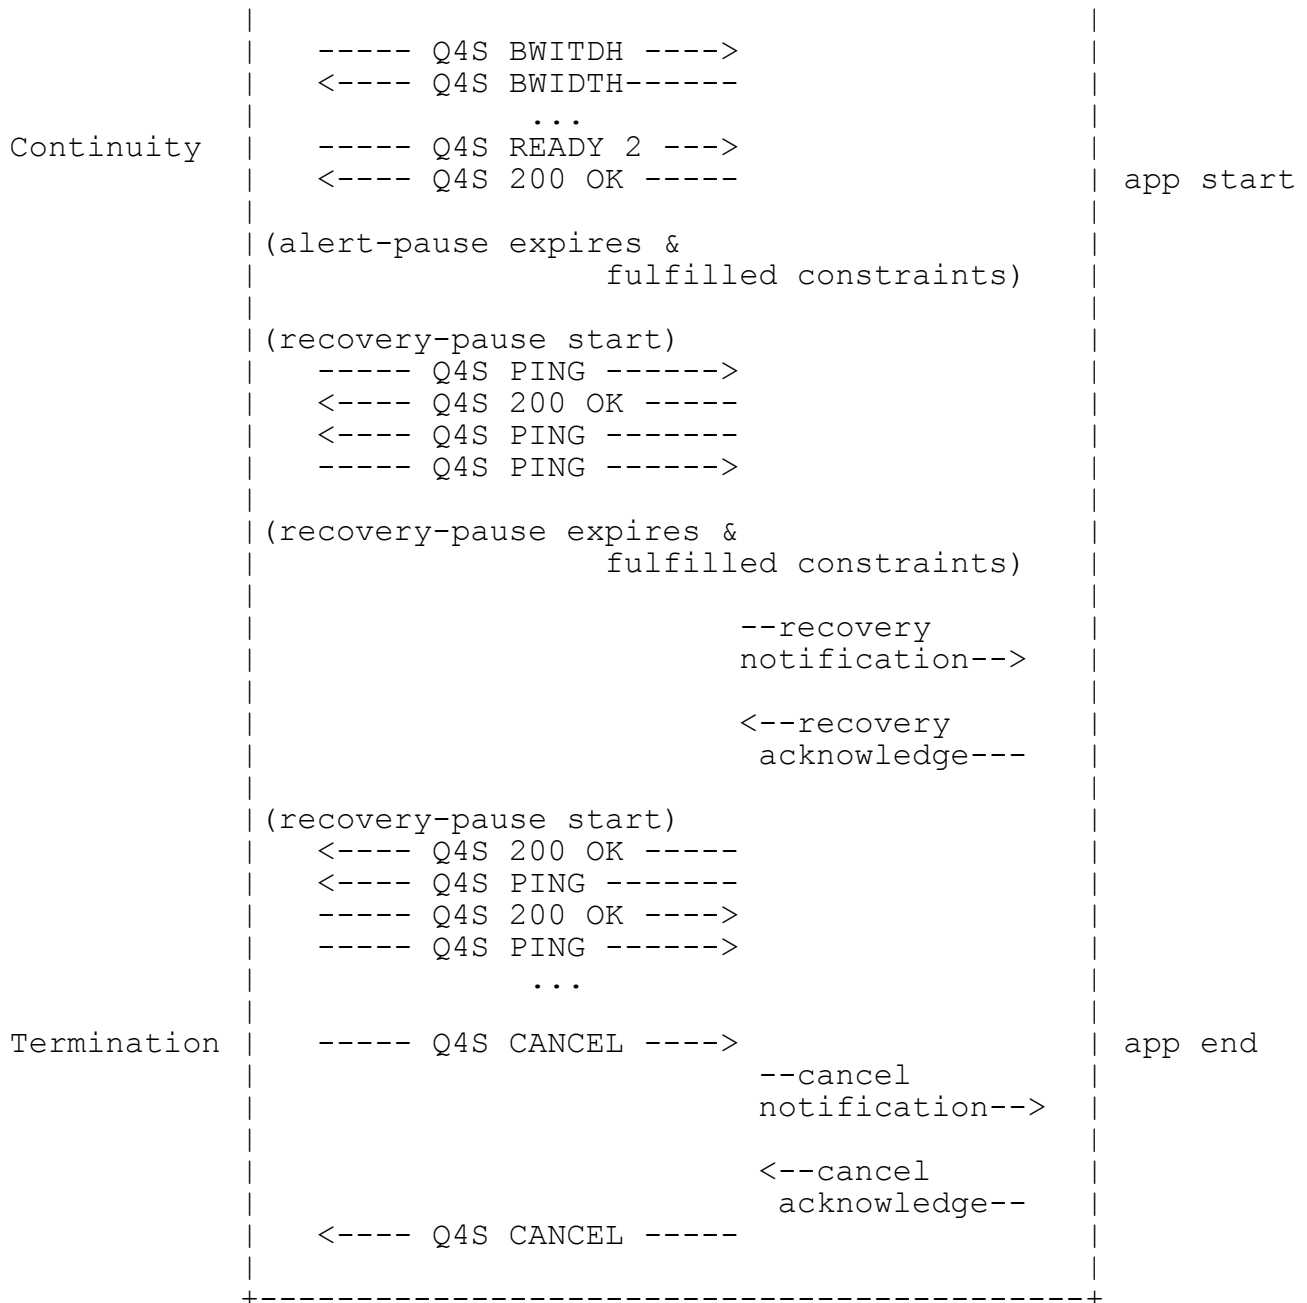 ----- Q4S BWITDH ---->
<---- Q4S BWIDTH------
...
Continuity ----- Q4S READY 2 --->
<---- Q4S 200 OK ----- app start
(alert-pause expires &
fulfilled constraints)
(recovery-pause start)
----- Q4S PING ------>
<---- Q4S 200 OK -----
<---- Q4S PING -------
----- Q4S PING ------>
(recovery-pause expires &
fulfilled constraints)
--recovery
notification-->
<--recovery
acknowledge---
(recovery-pause start)
<---- Q4S 200 OK -----
<---- Q4S PING -------
----- Q4S 200 OK ---->
----- Q4S PING ------>
...
Termination ----- Q4S CANCEL ----> app end
--cancel
notification-->
<--cancel
acknowledge--
<---- Q4S CANCEL -----